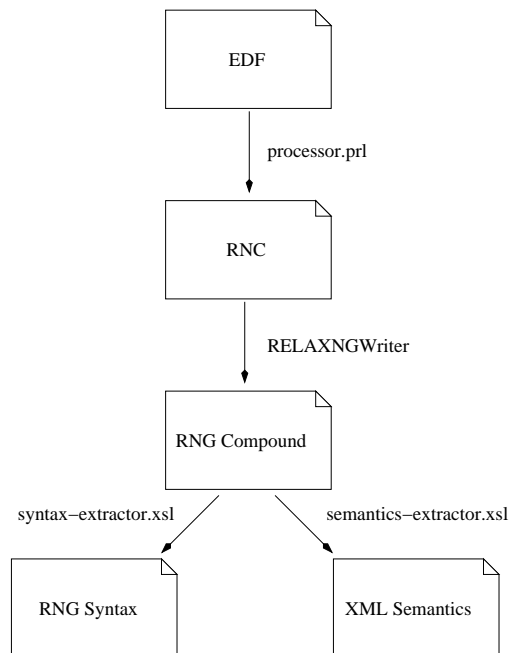 EDF
processor.prl
RNC
RELAXNGWriter
RNG Compound
syntax−extractor.xsl
semantics−extractor.xsl
RNG Syntax
XML Semantics